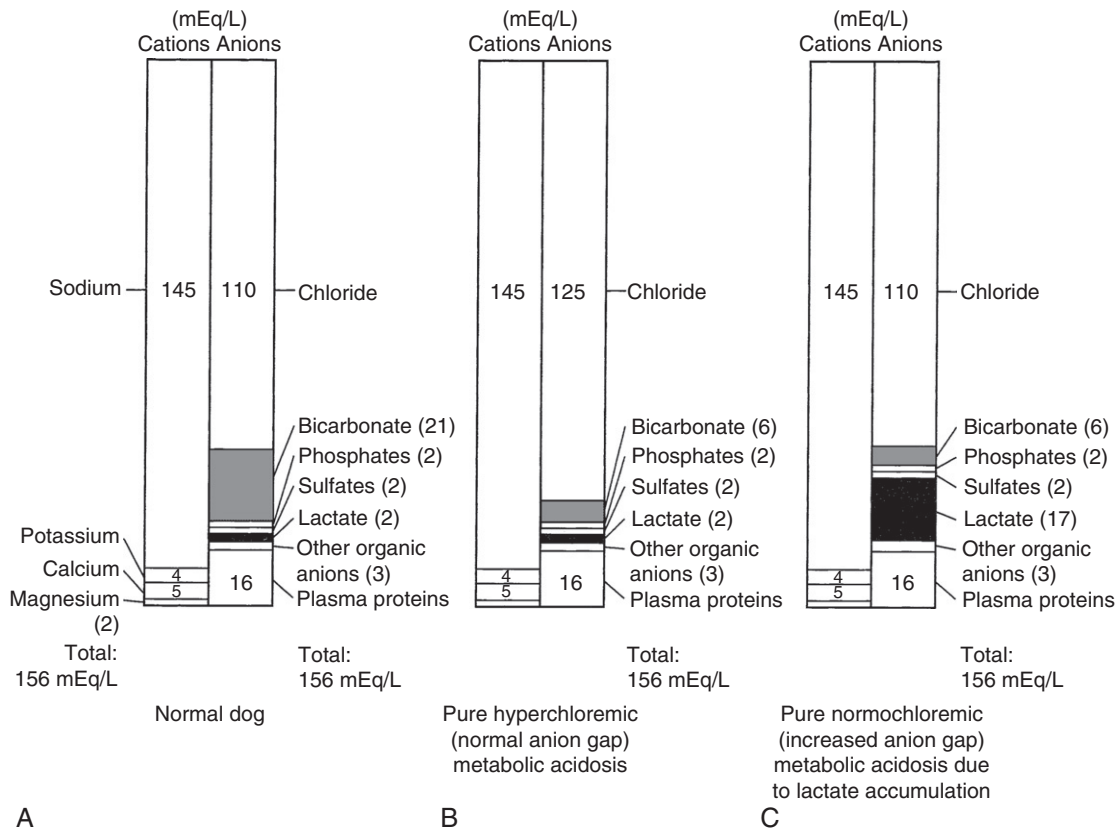 (mEq/L)
Cations Anions
Sodium
145
110
Chloride
Bicarbonate (21)
Phosphates (2)
Sulfates (2)
Lactate (2)
Other organic
anions (3)
Plasma proteins
Potassium
Calcium
Magnesium
(2)
4
5
16
Total:
156 mEq/L
Total:
156 mEq/L
Normal dog
A
(mEq/L)
Cations Anions
145
125
Chloride
Bicarbonate (6)
Phosphates (2)
Sulfates (2)
Lactate (2)
Other organic
anions (3)
Plasma proteins
4
5
16
Total:
156 mEq/L
Pure hyperchloremic
(normal anion gap)
metabolic acidosis
B
(mEq/L)
Cations Anions
145
110
Chloride
Bicarbonate (6)
Phosphates (2)
Sulfates (2)
Lactate (17)
Other organic
anions (3)
Plasma proteins
4
5
16
Total:
156 mEq/L
Pure normochloremic
(increased anion gap)
metabolic acidosis due
to lactate accumulation
C